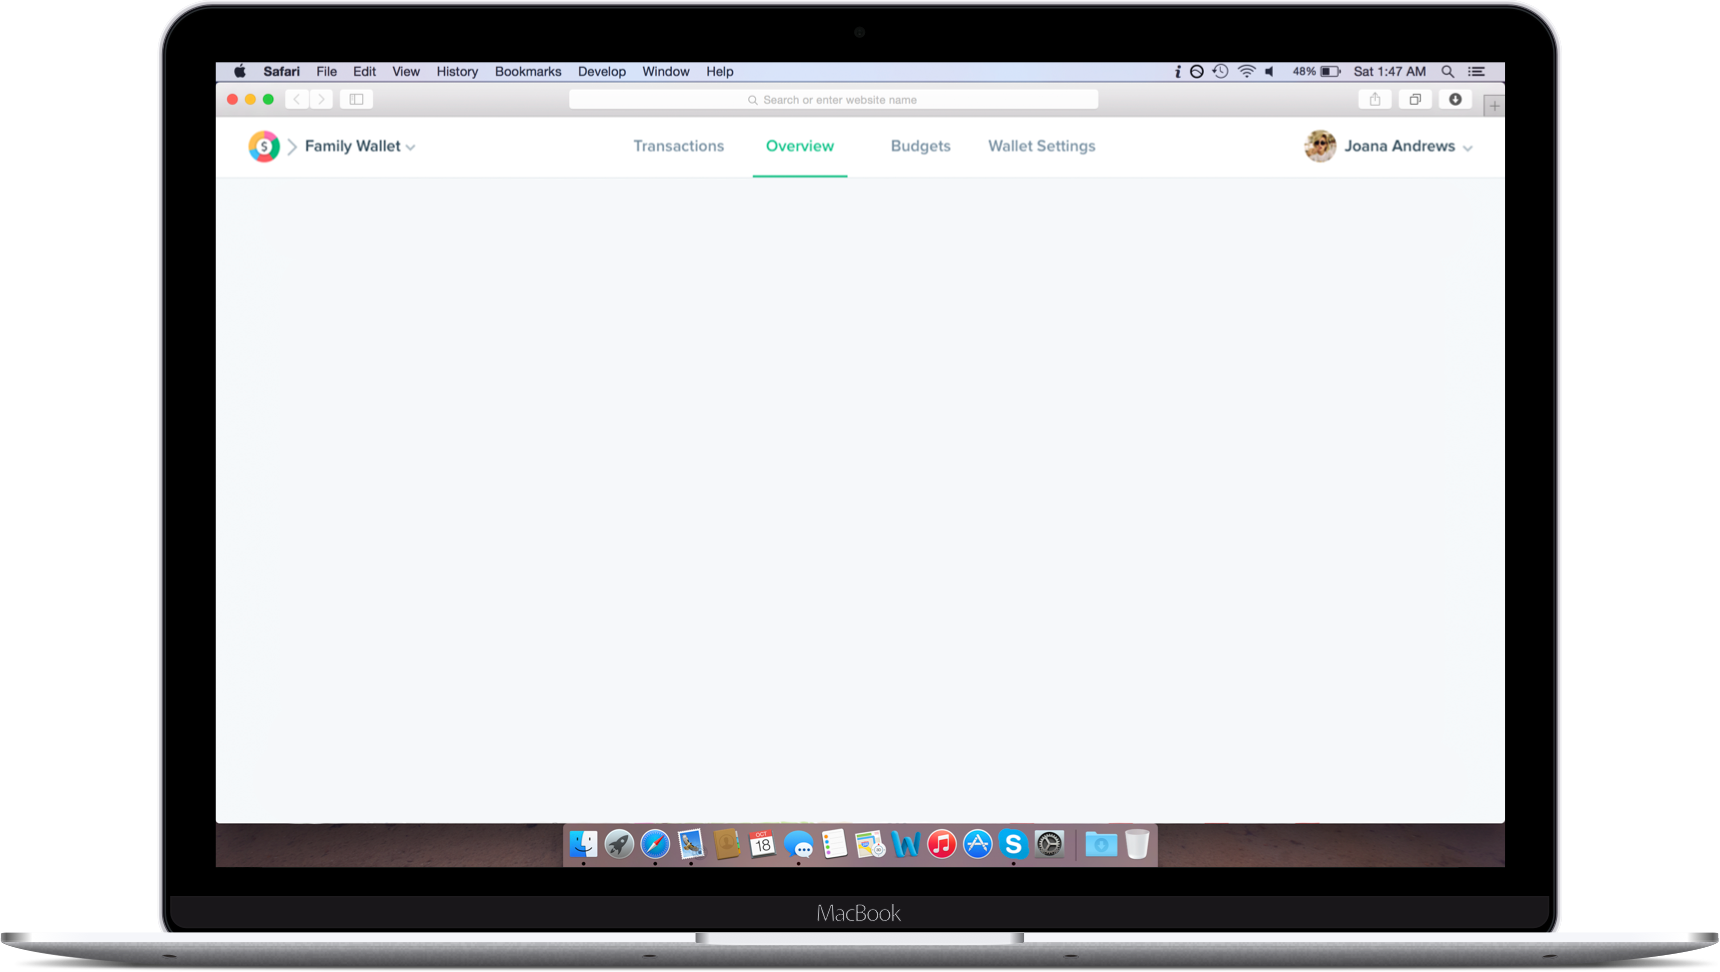 Safari File Edit View History Bookmarks Develop Window Help
i 48% Sat 1:47 AM
Search or enter website name
$ Family Wallet Transactions Overview Budgets Wallet Settings Joana Andrews
OCT
18
W
S
MacBook